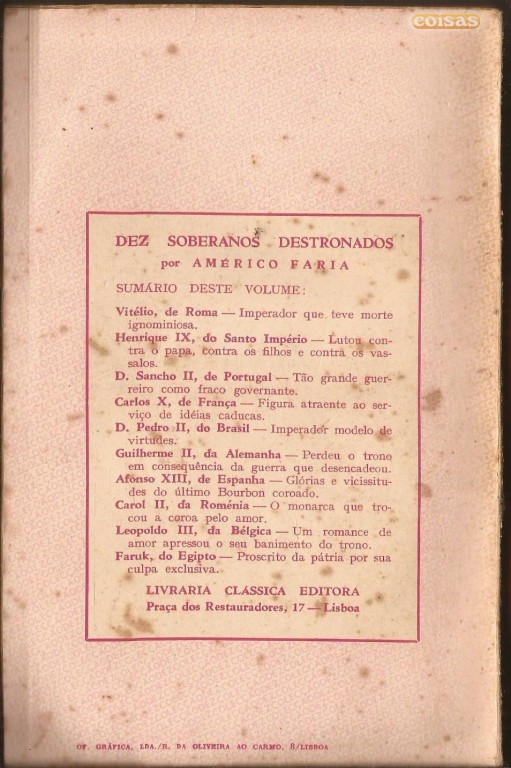 coisas
DEZ SOBERANOS DESTRONADOS
por AMÉRICO FARIA
SUMÁRIO DESTE VOLUME:
Vitélio, de Roma — Imperador que teve morte
ignominiosa.
Henrique IX, do Santo Império — Lutou con-
tra o papa, contra os filhos e contra os vas-
salos.
D. Sancho II, de Portugal — Tão grande guer-
reiro como fraco governante.
Carlos X, de França — Figura atraente ao ser-
viço de idéias caducas.
D. Pedro II, do Brasil — Imperador modelo de
virtudes.
Guilherme II, da Alemanha — Perdeu o trono
em consequência da guerra que desencadeou.
Afonso XIII, de Espanha — Glórias e vicissitu-
des do último Bourbon coroado.
Carol II, da Roménia — O monarca que tro-
cou a coroa pelo amor.
Leopoldo III, da Bélgica — Um romance de
amor apressou o seu banimento do trono.
Faruk, do Egipto — Proscrito da pátria por sua
culpa exclusiva.
LIVRARIA CLÁSSICA EDITORA
Praça dos Restauradores, 17 — Lisboa
OF. GRÁFICA, LDA./R. DA OLIVEIRA AO CARMO, 8/LISBOA